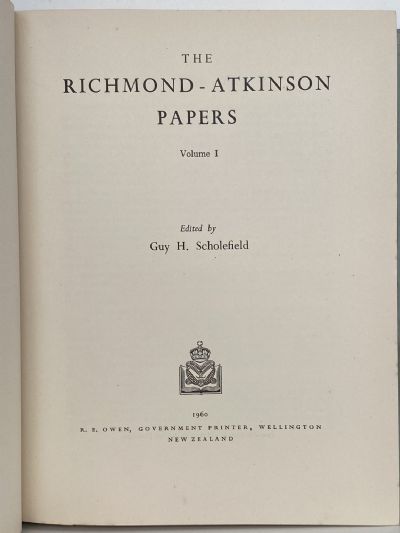 THE
RICHMOND - ATKINSON
PAPERS
Volume I
Edited by
Guy H. Scholefield
1960
R. E. OWEN, GOVERNMENT PRINTER, WELLINGTON
NEW ZEALAND